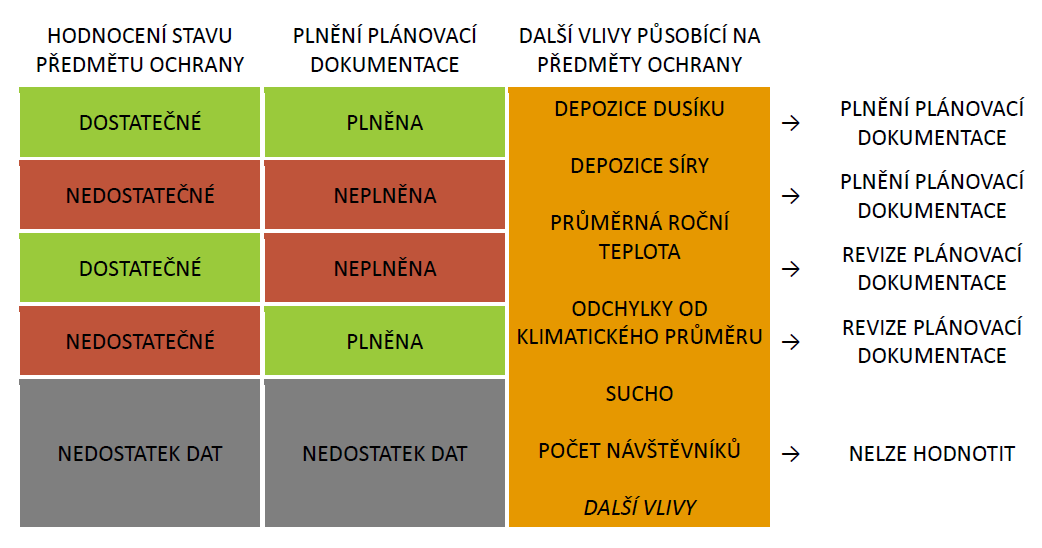 HODNOCENÍ STAVU
PŘEDMĚTU OCHRANY
PLNĚNÍ PLÁNOVACÍ
DOKUMENTACE
DALŠÍ VLIVY PŮSOBÍCÍ NA
PŘEDMĚTY OCHRANY
DOSTATEČNÉ
PLNĚNA
NEDOSTATEČNÉ
NEPLNĚNA
DOSTATEČNÉ
NEPLNĚNA
NEDOSTATEČNÉ
PLNĚNA
NEDOSTATEK DAT
NEDOSTATEK DAT
DEPOZICE DUSÍKU
DEPOZICE SÍRY
PRŮMĚRNÁ ROČNÍ
TEPLOTA
ODCHYLKY OD
KLIMATICKÉHO PRŮMĚRU
SUCHO
POČET NÁVŠTĚVNÍKŮ
DALŠÍ VLIVY
→ PLNĚNÍ PLÁNOVACÍ
DOKUMENTACE
→ PLNĚNÍ PLÁNOVACÍ
DOKUMENTACE
→ REVIZE PLÁNOVACÍ
DOKUMENTACE
→ REVIZE PLÁNOVACÍ
DOKUMENTACE
→ NELZE HODNOTIT